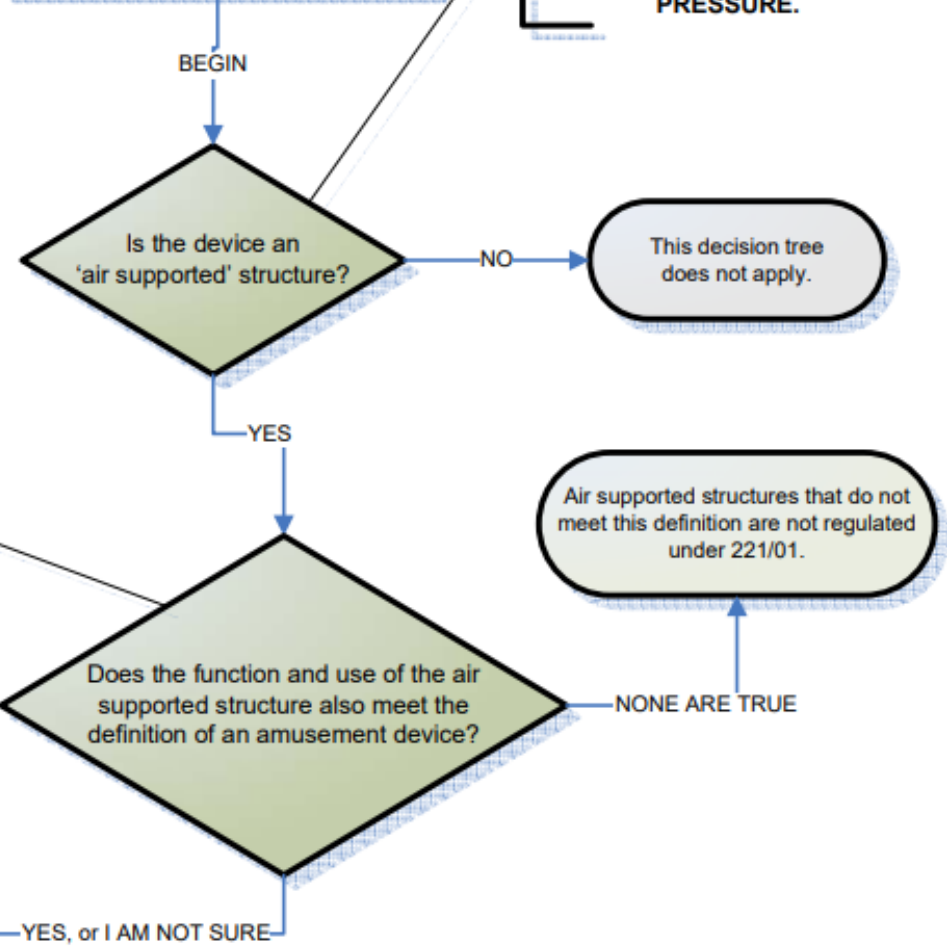 PRESSURE.
BEGIN
Is the device an
‘air supported’ structure?
NO
This decision tree
does not apply.
YES
Air supported structures that do not
meet this definition are not regulated
under 221/01.
Does the function and use of the air
supported structure also meet the
definition of an amusement device?
NONE ARE TRUE
YES, or I AM NOT SURE